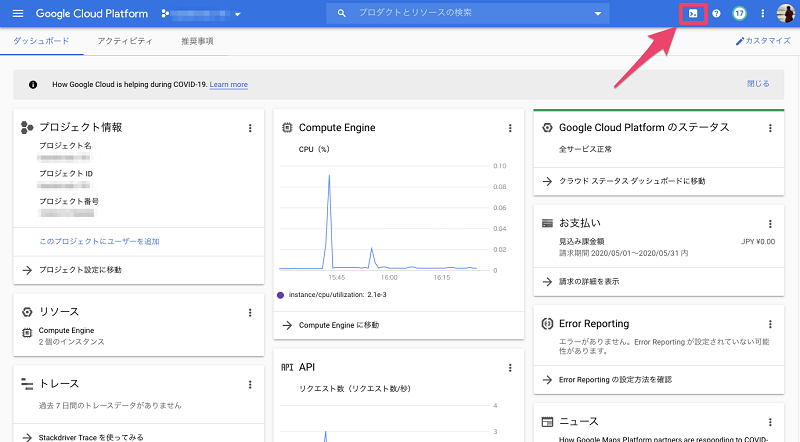 Google Cloud Platform
プロダクトとリソースの検索
17
ダッシュボード
アクティビティ
推奨事項
カスタマイズ
How Google Cloud is helping during COVID-19. Learn more
閉じる
プロジェクト情報
プロジェクト名
プロジェクト ID
プロジェクト番号
このプロジェクトにユーザーを追加
プロジェクト設定に移動
リソース
Compute Engine
2 個のインスタンス
トレース
過去 7 日間のトレースデータがありません
Stackdriver Trace を使ってみる
Compute Engine
CPU（%）
0.10
0.08
0.06
0.04
0.02
0
15:45
16:00
16:15
instance/cpu/utilization: 2.1e-3
Compute Engine に移動
API API
リクエスト数（リクエスト数/秒）
4
3
Google Cloud Platform のステータス
全サービス正常
クラウド ステータス ダッシュボードに移動
お支払い
見込み課金額
JPY ¥0.00
請求期間 2020/05/01～2020/05/31 内
請求の詳細を表示
Error Reporting
エラーがありません。Error Reporting が設定されていない可能
性があります。
Error Reporting の設定方法を確認
ニュース
How Google Maps Platform partners are responding to COVID-